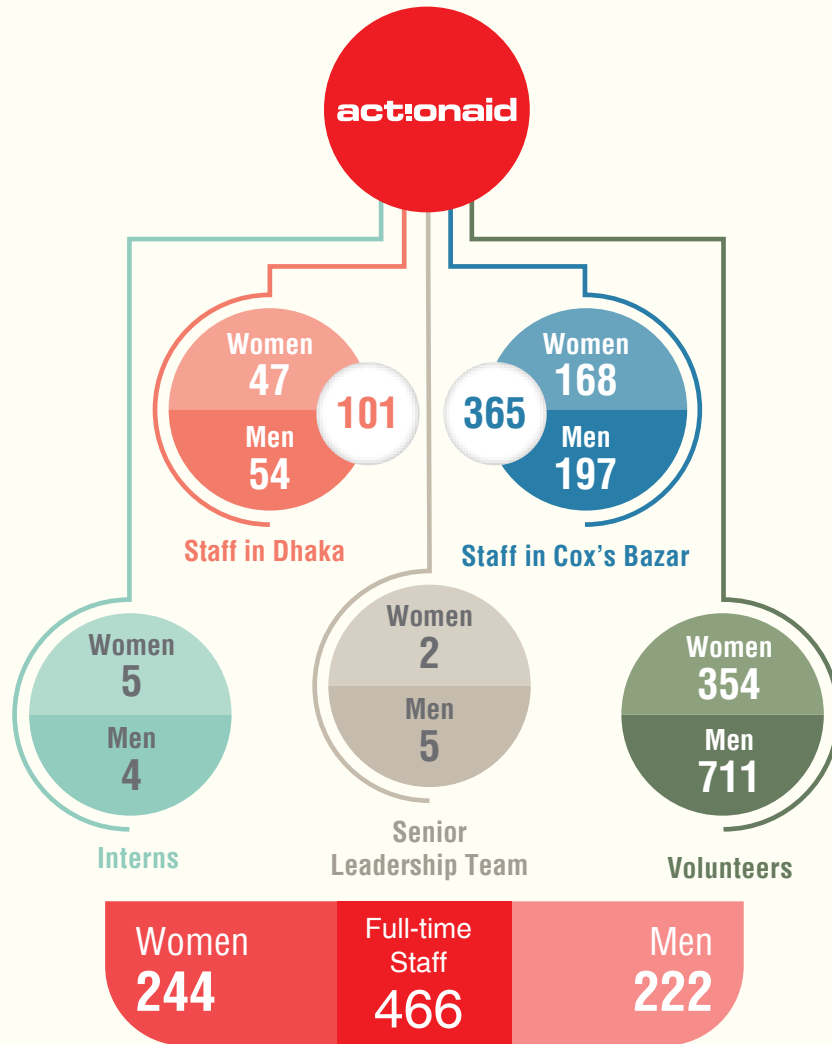 act!onaid
Women
47
Men
54
101
Staff in Dhaka
365
Women
168
Men
197
Staff in Cox's Bazar
Women
5
Men
4
Interns
Women
2
Men
5
Senior
Leadership Team
Women
354
Men
711
Volunteers
Women
244
Full-time
Staff
466
Men
222